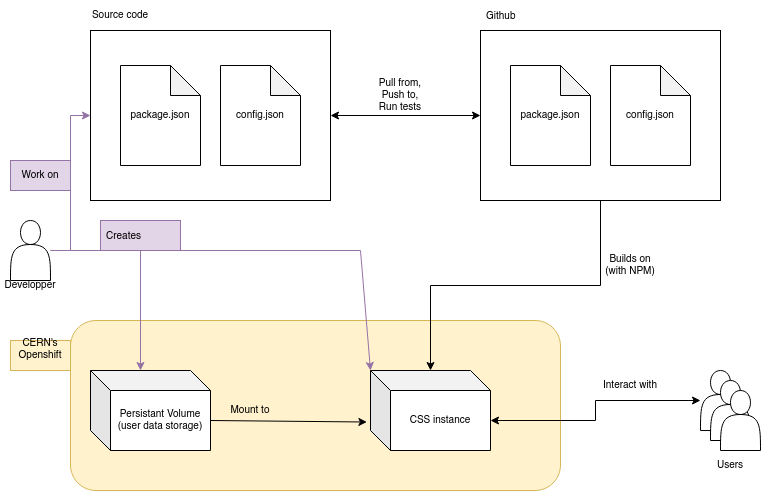 Source code
Github
package.json
config.json
Pull from,
Push to,
Run tests
package.json
config.json
Work on
Creates
Developper
Builds on
(with NPM)
CERN's
Openshift
Persistant Volume
(user data storage)
Mount to
CSS instance
Interact with
Users